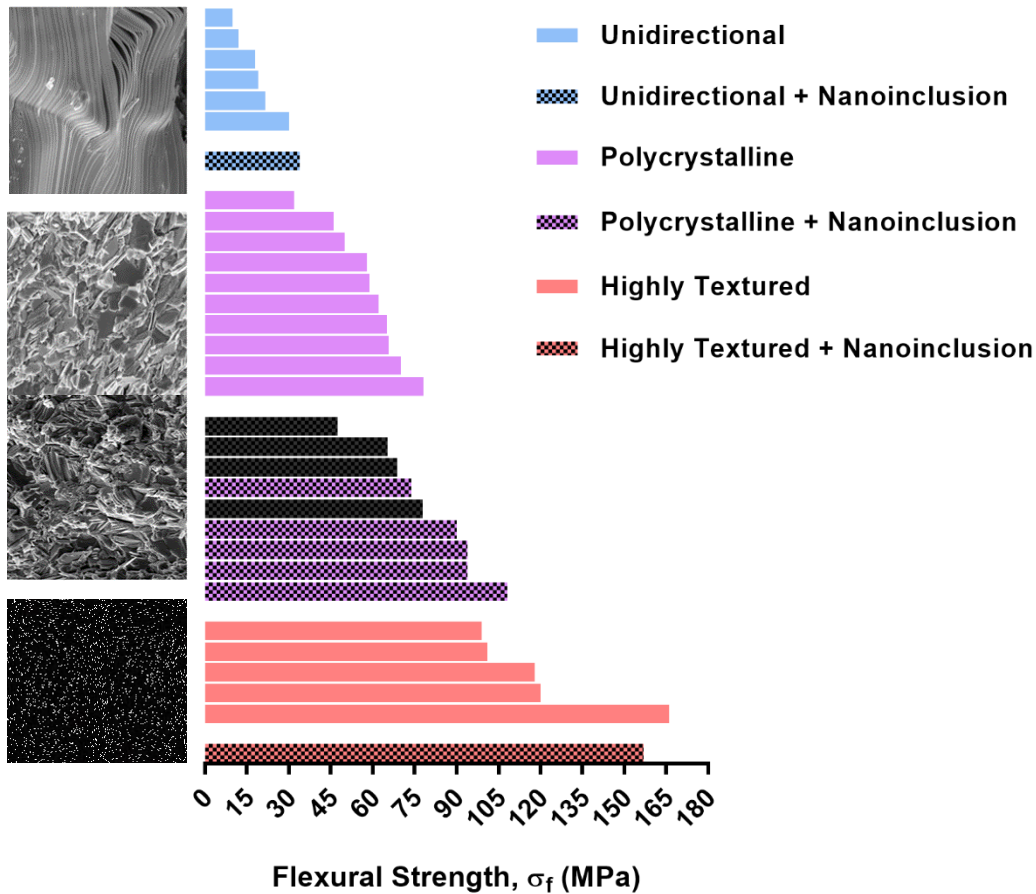 Unidirectional
Unidirectional + Nanoinclusion
Polycrystalline
Polycrystalline + Nanoinclusion
Highly Textured
Highly Textured + Nanoinclusion
0 15 30 45 60 75 90 105 120 135 150 165 180
Flexural Strength, σf (MPa)